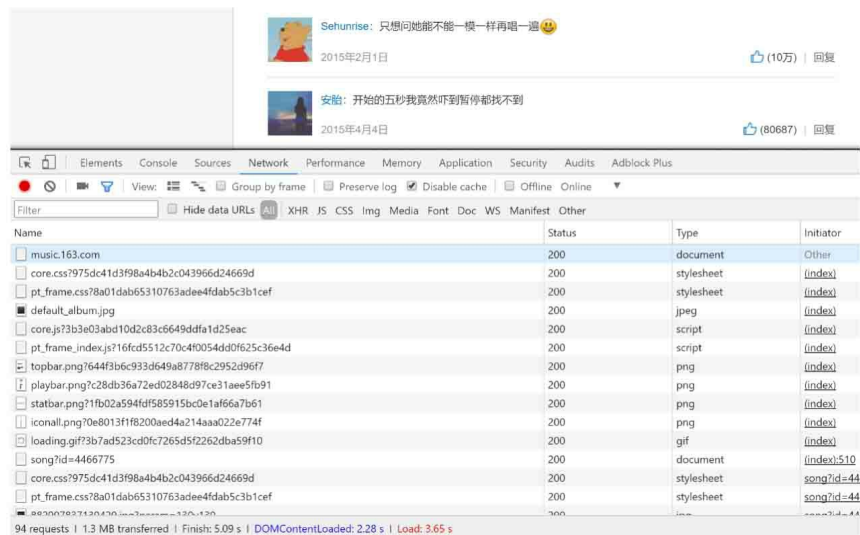 Sehunrise：只想问她能不能一模一样再唱一遍😃
2015年2月1日 (10万) | 回复
安胎：开始的五秒我竟然吓到暂停都找不到
2015年4月4日 (80687) | 回复
Elements Console Sources Network Performance Memory Application Security Audits Adblock Plus
View: Group by frame Preserve log Disable cache Offline Online
Filter Hide data URLs All XHR JS CSS Img Media Font Doc WS Manifest Other
Name Status Type Initiator
music.163.com 200 document Other
core.css?975dc41d3f98a4b4b2c043966d24669d 200 stylesheet (index)
pt_frame.css?8a01dab65310763adee4fdab5c3b1cef 200 stylesheet (index)
default_album.jpg 200 jpeg (index)
core.js?3b3e03abd10d2c83c6649ddfa1d25eac 200 script (index)
pt_frame_index.js?16fcd5512c70c4f0054dd0f625c36e4d 200 script (index)
topbar.png?644f3b6c933d649a8778f8c2952d96f7 200 png (index)
playbar.png?c28db36a72ed02848d97ce31aee5fb91 200 png (index)
statbar.png?1fb02a594fdf585915bc0e1af66a7b61 200 png (index)
iconall.png?0e8013f1f8200aed4a214aaa022e774f 200 png (index)
loading.gif?3b7ad523cd0fc7265d5f2262dba59f10 200 gif (index)
song?id=4466775 200 document (index):510
core.css?975dc41d3f98a4b4b2c043966d24669d 200 stylesheet song?id=44
pt_frame.css?8a01dab65310763adee4fdab5c3b1cef 200 stylesheet song?id=44
94 requests | 1.3 MB transferred | Finish: 5.09 s | DOMContentLoaded: 2.28 s | Load: 3.65 s